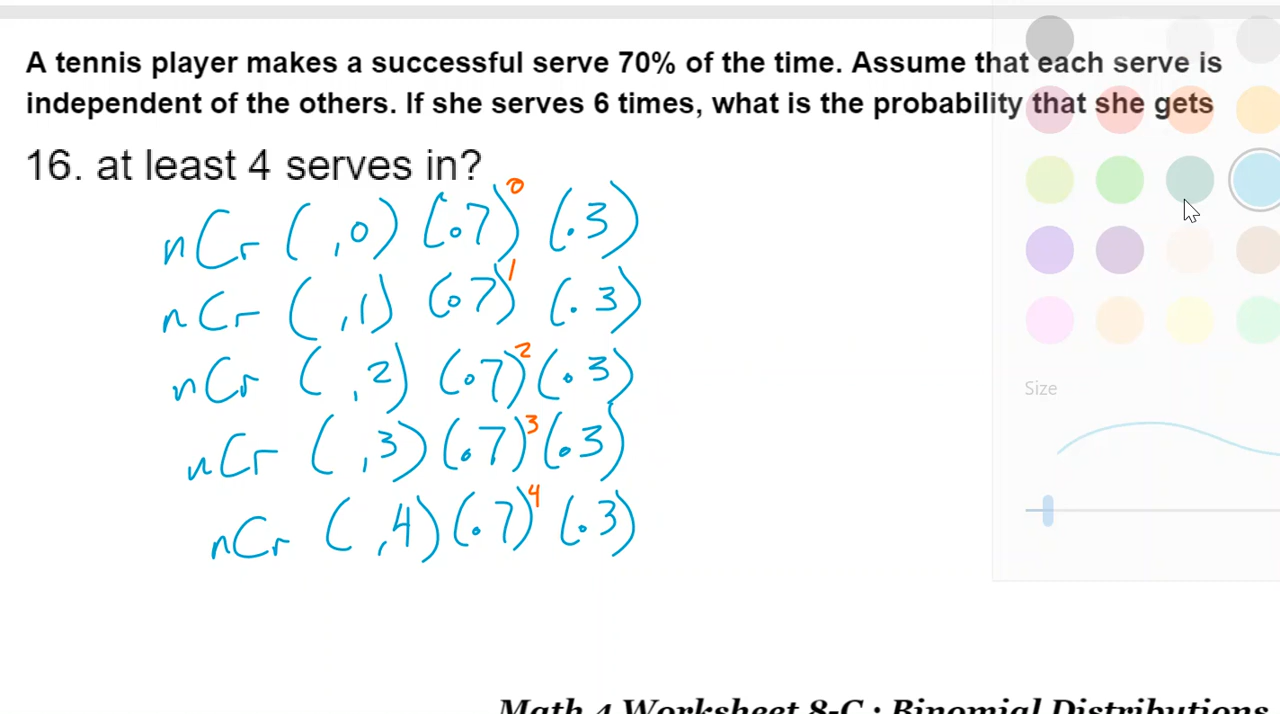 A tennis player makes a successful serve 70% of the time. Assume that each serve is
independent of the others. If she serves 6 times, what is the probability that she gets
16. at least 4 serves in?
nCr ( ,0) (.7)^0 (.3)
nCr ( ,1) (.7)^1 (.3)
nCr ( ,2) (.7)^2 (.3)
nCr ( ,3) (.7)^3 (.3)
nCr ( ,4) (.7)^4 (.3)
Size
Math 4 Worksheet 8-C : Binomial Distributions